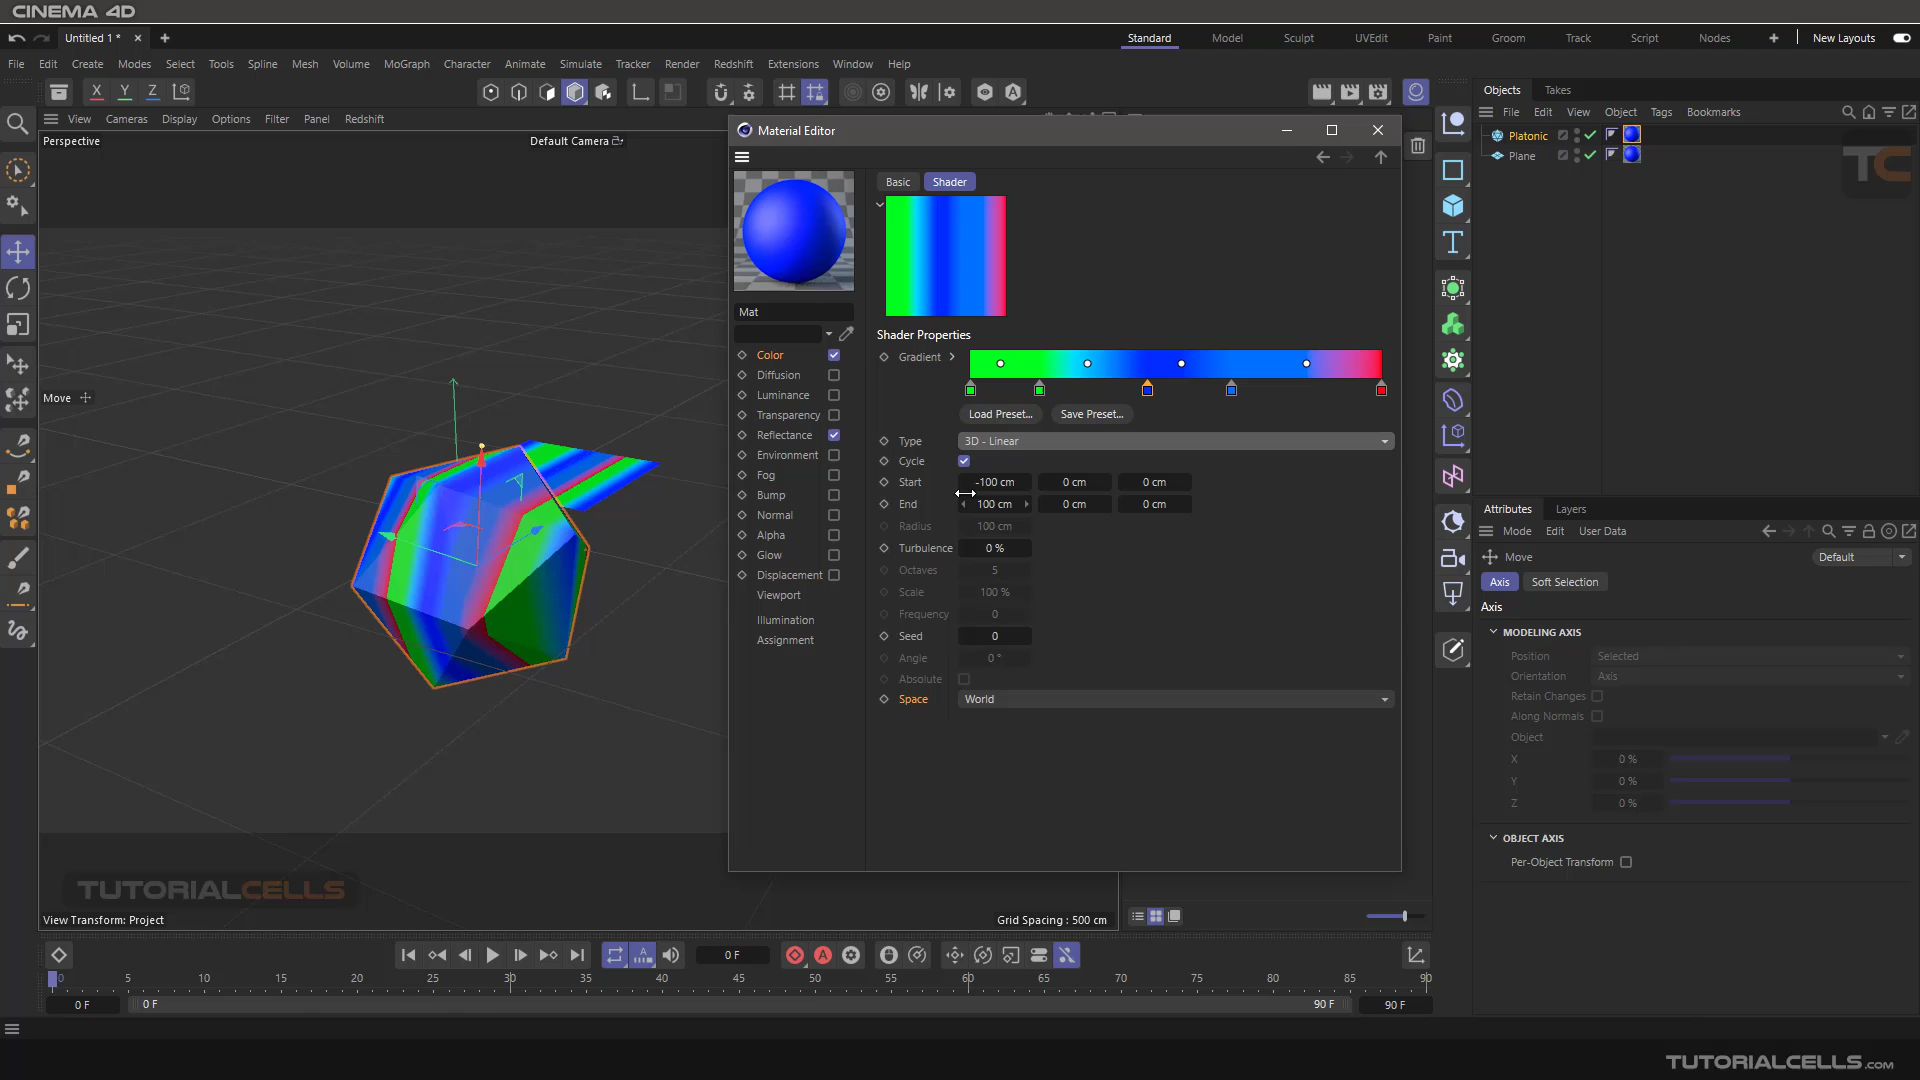 CINEMA 4D
Untitled 1 *
Standard
Model
Sculpt
UVEdit
Paint
Groom
Track
Script
Nodes
New Layouts
File Edit Create Modes Select Tools Spline Mesh Volume MoGraph Character Animate Simulate Tracker Render Redshift Extensions Window Help
X Y Z
Objects Takes
View Cameras Display Options Filter Panel Redshift
File Edit View Object Tags Bookmarks
Perspective
Default Camera
Material Editor
Platonic
Plane
TC
Basic Shader
Mat
Shader Properties
Color
Gradient
Diffusion
Luminance
Move
Transparency
Load Preset... Save Preset...
Reflectance
Type 3D - Linear
Environment
Cycle
Fog
Start -100 cm 0 cm 0 cm
Bump
End 100 cm 0 cm 0 cm
Normal
Radius 100 cm
Alpha
Turbulence 0 %
Glow
Octaves 5
Displacement
Scale 100 %
Viewport
Frequency 0
Illumination
Seed 0
Assignment
Angle 0 °
Absolute
Space World
Attributes Layers
Mode Edit User Data
Move Default
Axis Soft Selection
Axis
MODELING AXIS
Position Selected
Orientation Axis
Retain Changes
Along Normals
Object
X 0 %
Y 0 %
Z 0 %
OBJECT AXIS
Per-Object Transform
TUTORIALCELLS
View Transform: Project
Grid Spacing : 500 cm
0 F
0 5 10 15 20 25 30 35 40 45 50 55 60 65 70 75 80 85 90
0 F 0 F 90 F 90 F
TUTORIALCELLS.com